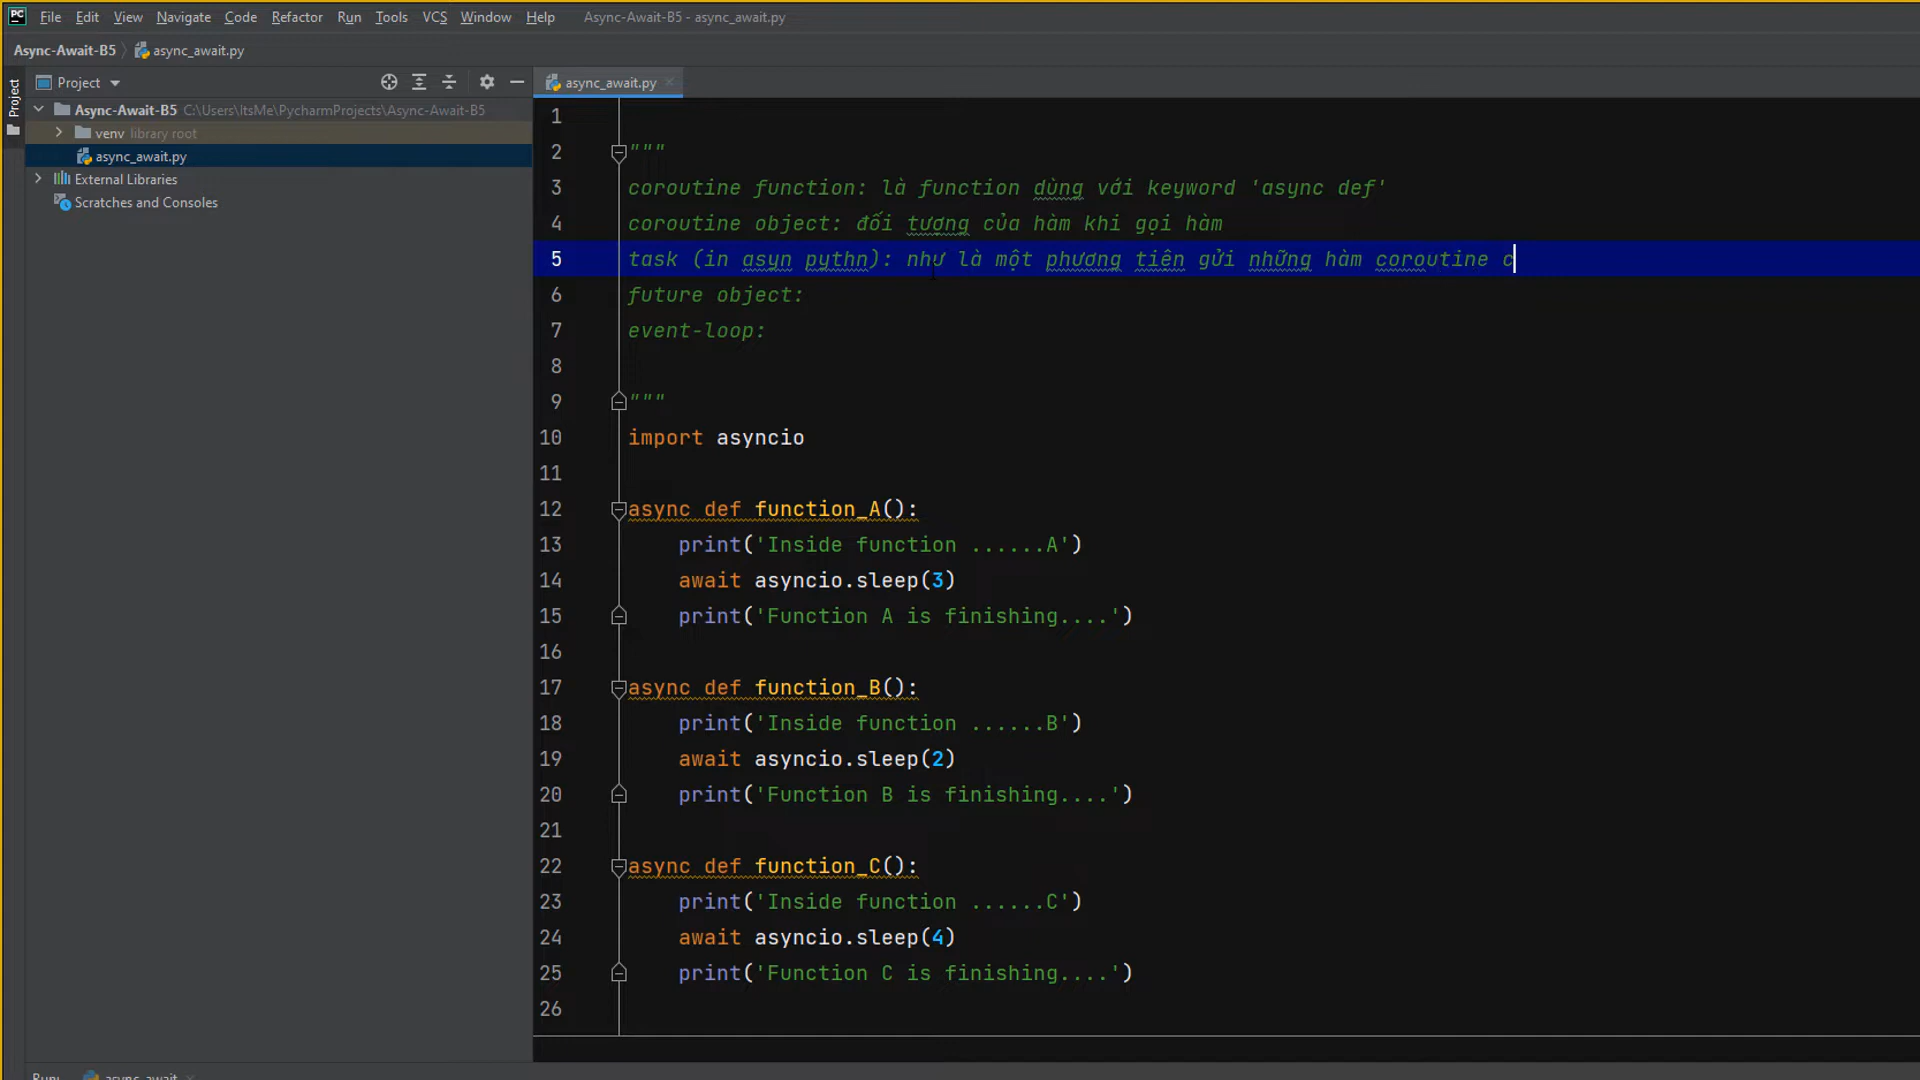 PC File Edit View Navigate Code Refactor Run Tools VCS Window Help Async-Await-B5 - async_await.py
Async-Await-B5 async_await.py
Project
Project
async_await.py
Async-Await-B5 C:\Users\ItsMe\PycharmProjects\Async-Await-B5
venv library root
async_await.py
External Libraries
Scratches and Consoles
1
2 """
3 coroutine function: là function dùng với keyword 'async def'
4 coroutine object: đối tượng của hàm khi gọi hàm
5 task (in asyn pythn): như là một phương tiện gửi những hàm coroutine c
6 future object:
7 event-loop:
8
9 """
10 import asyncio
11
12 async def function_A():
13 print('Inside function ......A')
14 await asyncio.sleep(3)
15 print('Function A is finishing....')
16
17 async def function_B():
18 print('Inside function ......B')
19 await asyncio.sleep(2)
20 print('Function B is finishing....')
21
22 async def function_C():
23 print('Inside function ......C')
24 await asyncio.sleep(4)
25 print('Function C is finishing....')
26
Run: async_await